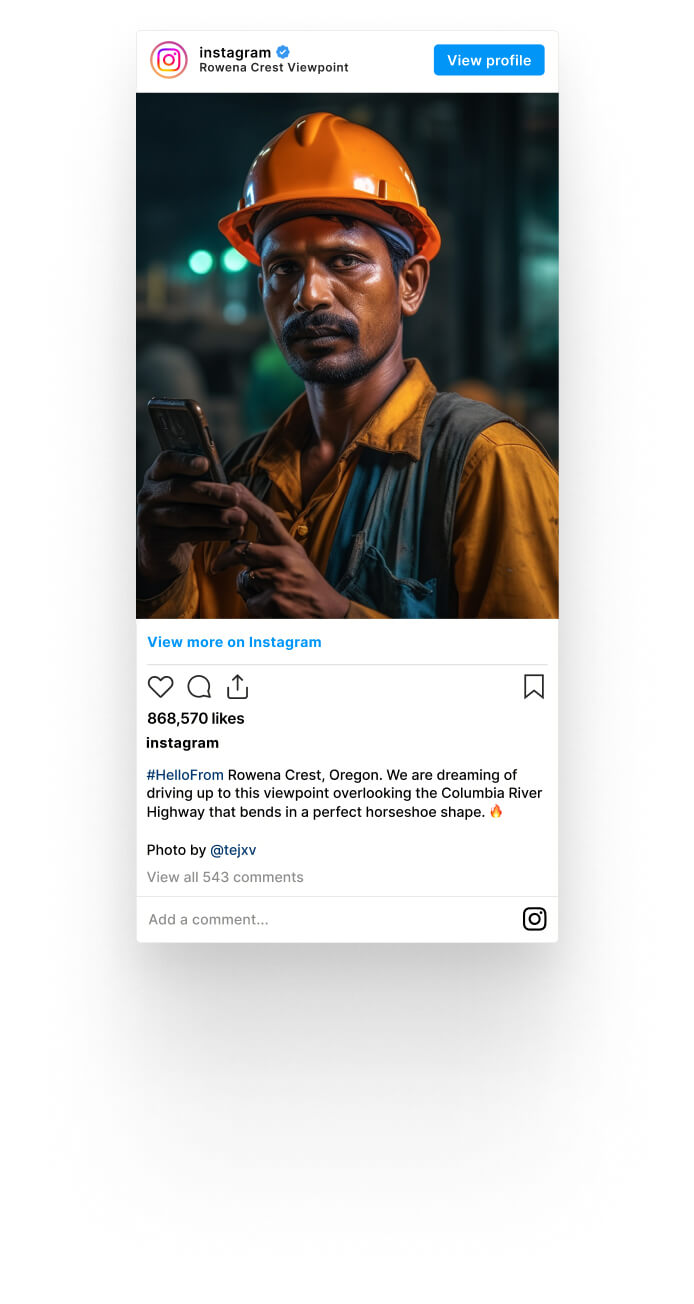 instagram
Rowena Crest Viewpoint
View profile
View more on Instagram
868,570 likes
instagram
#HelloFrom Rowena Crest, Oregon. We are dreaming of
driving up to this viewpoint overlooking the Columbia River
Highway that bends in a perfect horseshoe shape. 🔥
Photo by @tejxv
View all 543 comments
Add a comment...